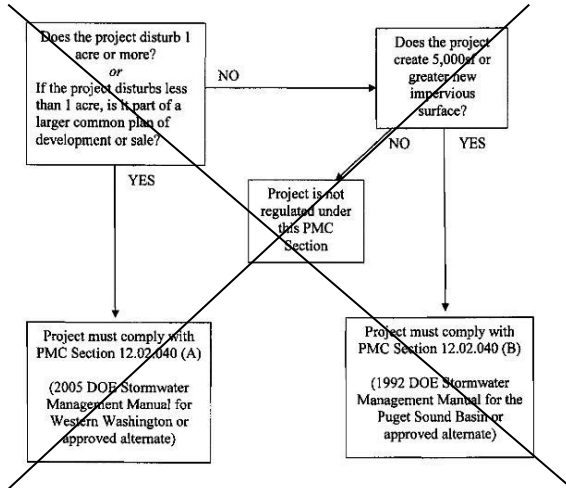 Does the project disturb 1
acre or more?
or
If the project disturbs less
than 1 acre, is it part of a
larger common plan of
development or sale?
NO
Does the project
create 5,000sf or
greater new
impervious
surface?
YES
NO
YES
Project is not
regulated under
this PMC
Section
Project must comply with
PMC Section 12.02.040 (A)
(2005 DOE Stormwater
Management Manual for
Western Washington or
approved alternate)
Project must comply with
PMC Section 12.02.040 (B)
(1992 DOE Stormwater
Management Manual for the
Puget Sound Basin or
approved alternate)